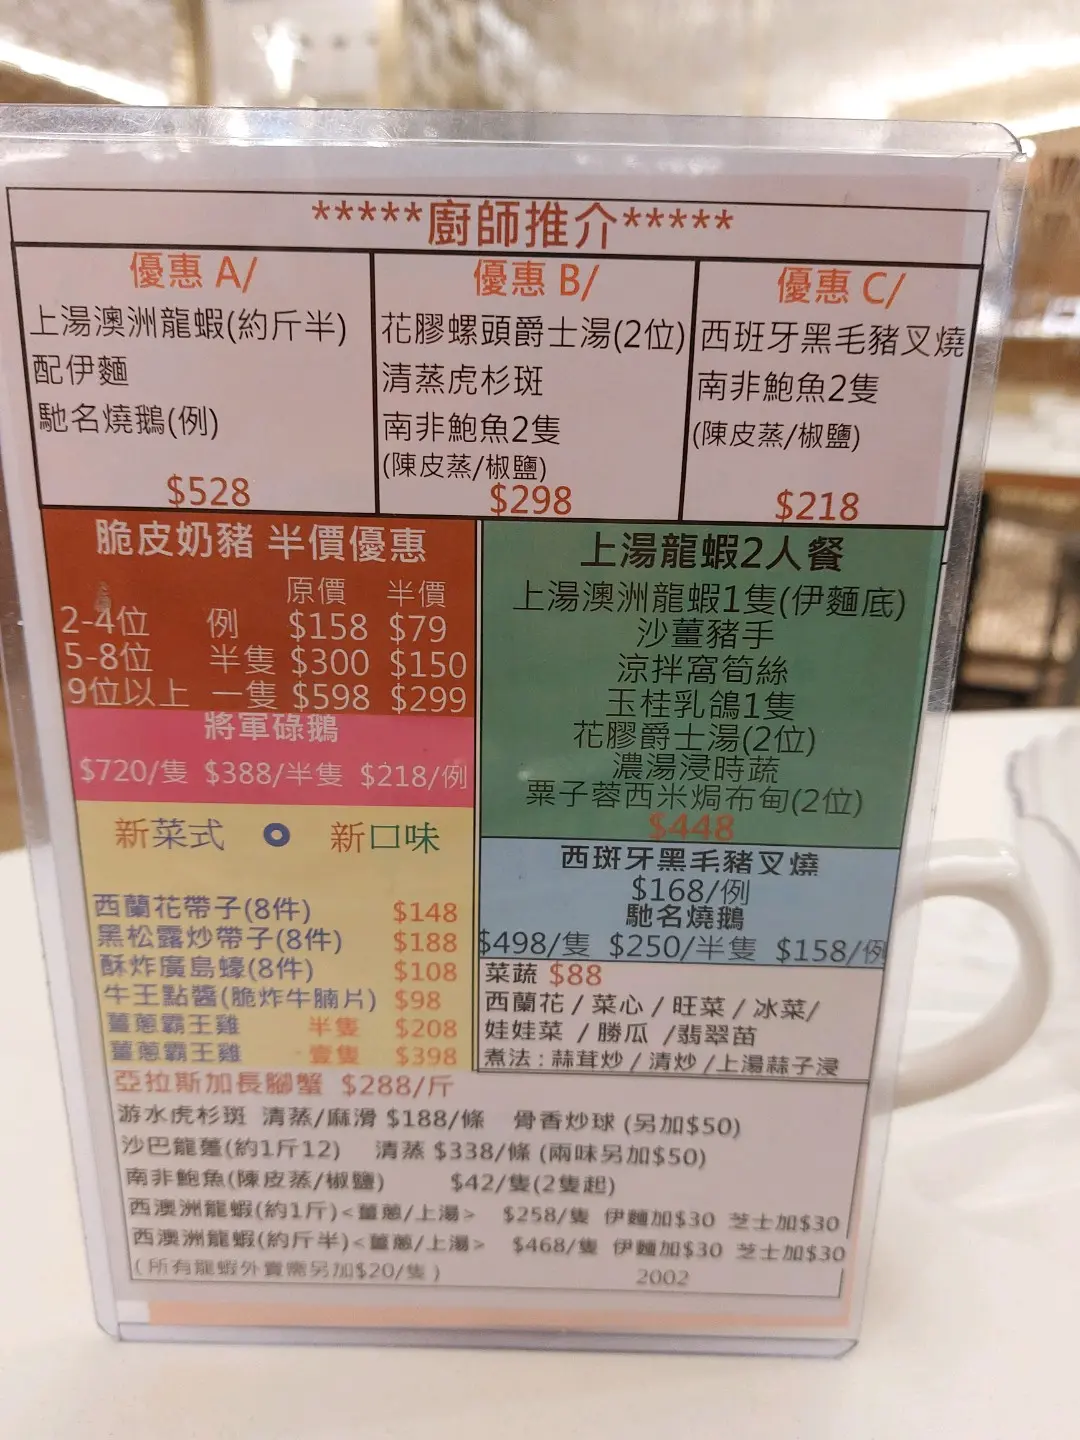 *****廚師推介*****
優惠 A/
上湯澳洲龍蝦(約斤半)
配伊麵
馳名燒鵝(例)
$528
優惠 B/
花膠螺頭爵士湯(2位)
清蒸虎杉斑
南非鮑魚2隻
(陳皮蒸/椒鹽)
$298
優惠 C/
西班牙黑毛豬叉燒
南非鮑魚2隻
(陳皮蒸/椒鹽)
$218
脆皮奶豬 半價優惠
原價 半價
2-4位 例 $158 $79
5-8位 半隻 $300 $150
9位以上 一隻 $598 $299
將軍碌鵝
$720/隻 $388/半隻 $218/例
新菜式 新口味
西蘭花帶子(8件) $148
黑松露炒帶子(8件) $188
酥炸廣島蠔(8件) $108
牛王點醬(脆炸牛腩片) $98
薑蔥霸王雞 半隻 $208
薑蔥霸王雞 壹隻 $398
上湯龍蝦2人餐
上湯澳洲龍蝦1隻(伊麵底)
沙薑豬手
涼拌窩筍絲
玉桂乳鴿1隻
花膠爵士湯(2位)
濃湯浸時蔬
粟子蓉西米焗布甸(2位)
$448
西斑牙黑毛豬叉燒
$168/例
馳名燒鵝
$498/隻 $250/半隻 $158/例
菜蔬 $88
西蘭花 / 菜心 / 旺菜 / 冰菜/
娃娃菜 / 勝瓜 /翡翠苗
煮法 : 蒜茸炒 / 清炒 /上湯蒜子浸
亞拉斯加長腳蟹 $288/斤
游水虎杉斑 清蒸/麻滑 $188/條 骨香炒球 (另加$50)
沙巴龍躉(約1斤12) 清蒸 $338/條 (兩味另加$50)
南非鮑魚(陳皮蒸/椒鹽) $42/隻(2隻起)
西澳洲龍蝦(約1斤)<薑蔥/上湯> $258/隻 伊麵加$30 芝士加$30
西澳洲龍蝦(約斤半)<薑蔥/上湯> $468/隻 伊麵加$30 芝士加$30
(所有龍蝦外賣需另加$20/隻) 2002